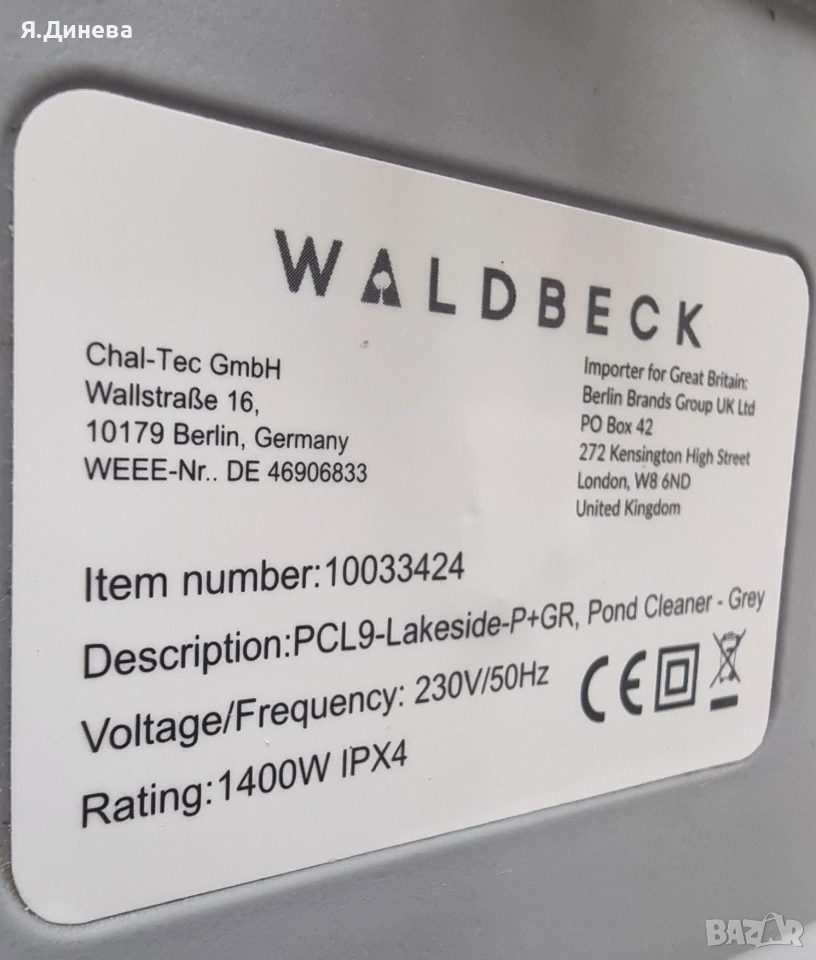 Я.Динева
WALDBECK
Chal-Tec GmbH
Wallstraße 16,
10179 Berlin, Germany
WEEE-Nr.. DE 46906833
Importer for Great Britain:
Berlin Brands Group UK Ltd
PO Box 42
272 Kensington High Street
London, W8 6ND
United Kingdom
Item number:10033424
Description:PCL9-Lakeside-P+GR, Pond Cleaner - Grey
Voltage/Frequency: 230V/50Hz
CE
Rating:1400W IPX4
BAZAR